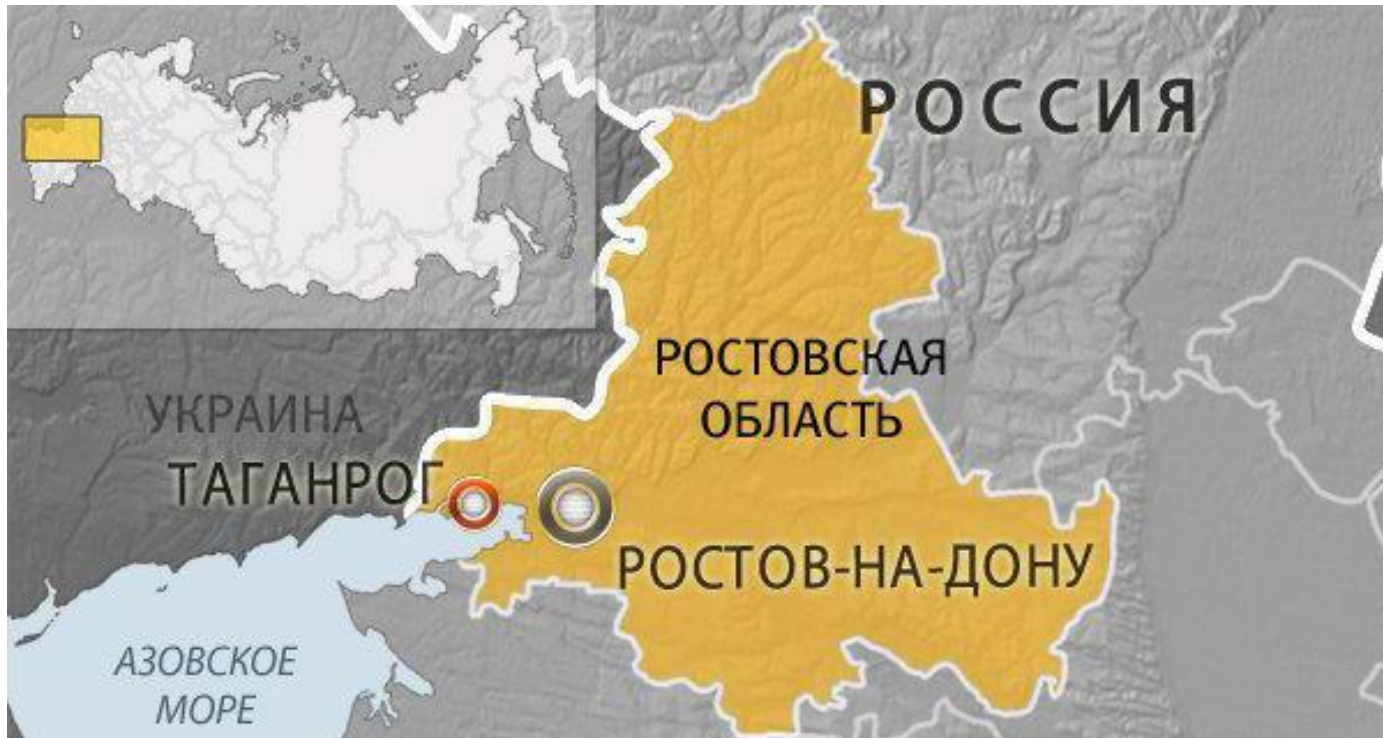 РОССИЯ
РОСТОВСКАЯ
ОБЛАСТЬ
УКРАИНА
ТАГАНРОГ
РОСТОВ-НА-ДОНУ
АЗОВСКОЕ
МОРЕ